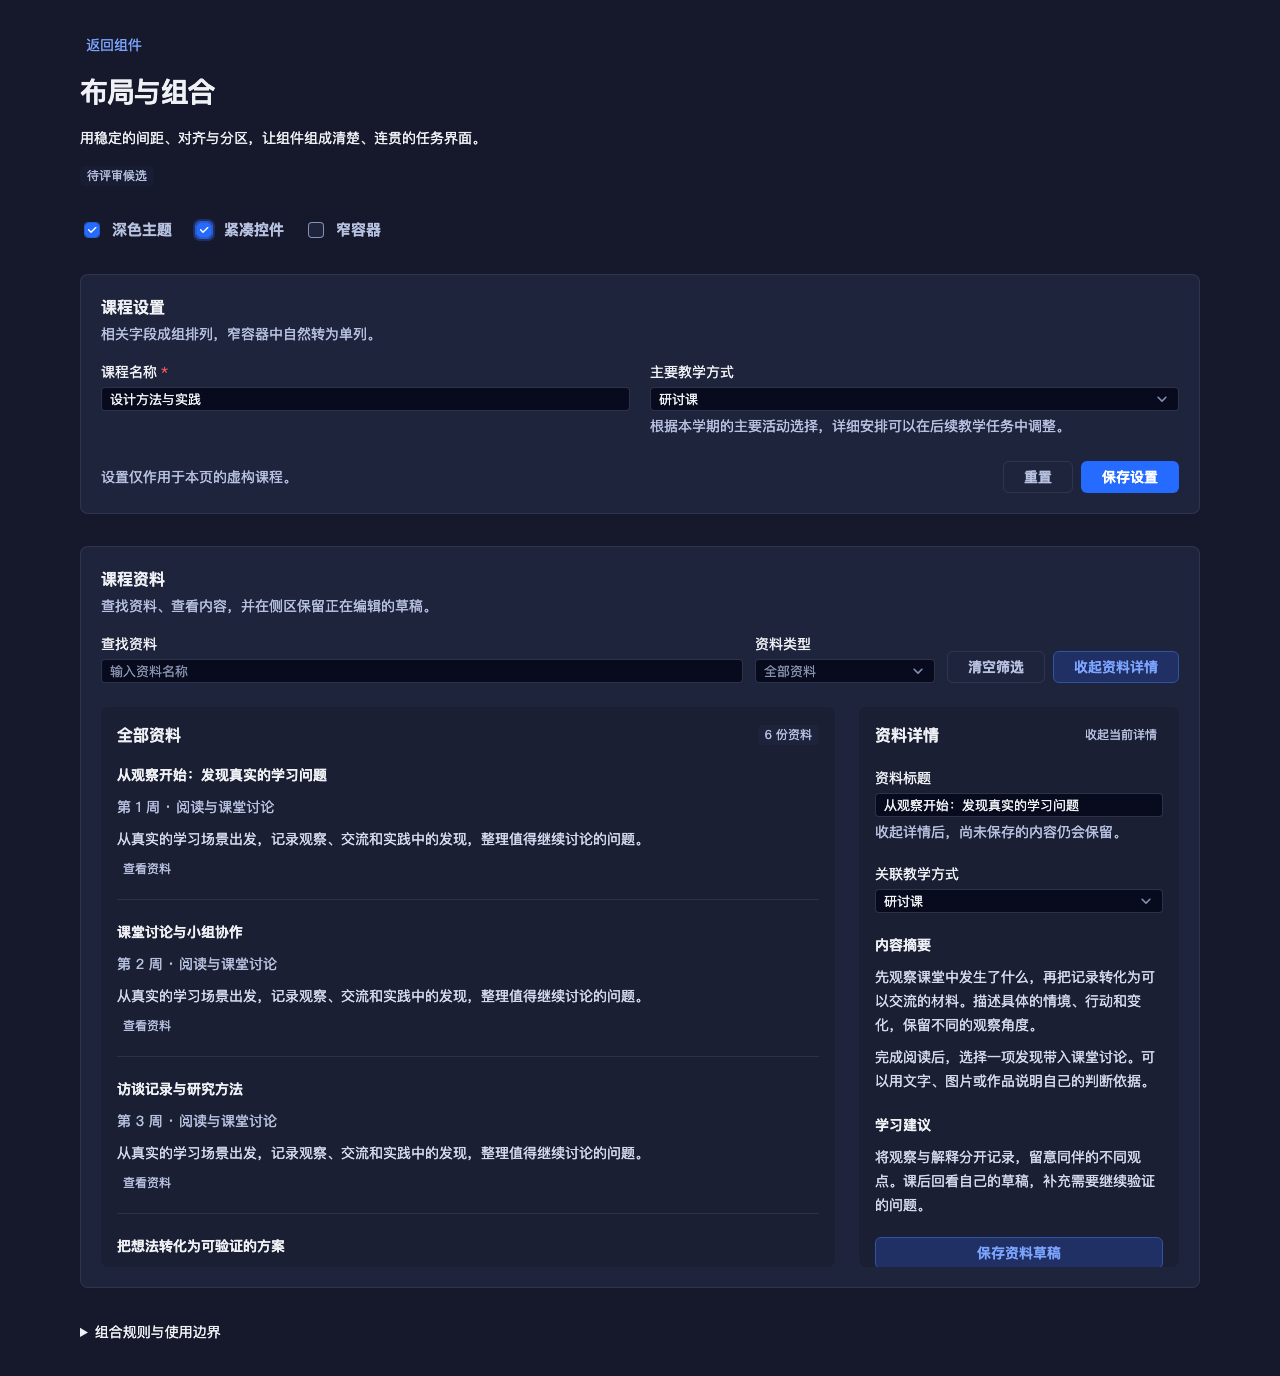 返回组件
布局与组合
用稳定的间距、对齐与分区，让组件组成清楚、连贯的任务界面。
待评审候选
深色主题 紧凑控件 窄容器
课程设置
相关字段成组排列，窄容器中自然转为单列。
课程名称 * 主要教学方式
设计方法与实践 研讨课
根据本学期的主要活动选择，详细安排可以在后续教学任务中调整。
设置仅作用于本页的虚构课程。 重置 保存设置
课程资料
查找资料、查看内容，并在侧区保留正在编辑的草稿。
查找资料 资料类型
输入资料名称 全部资料 清空筛选 收起资料详情
全部资料 6 份资料
从观察开始：发现真实的学习问题
第 1 周 · 阅读与课堂讨论
从真实的学习场景出发，记录观察、交流和实践中的发现，整理值得继续讨论的问题。
查看资料
课堂讨论与小组协作
第 2 周 · 阅读与课堂讨论
从真实的学习场景出发，记录观察、交流和实践中的发现，整理值得继续讨论的问题。
查看资料
访谈记录与研究方法
第 3 周 · 阅读与课堂讨论
从真实的学习场景出发，记录观察、交流和实践中的发现，整理值得继续讨论的问题。
查看资料
把想法转化为可验证的方案
资料详情 收起当前详情
资料标题
从观察开始：发现真实的学习问题
收起详情后，尚未保存的内容仍会保留。
关联教学方式
研讨课
内容摘要
先观察课堂中发生了什么，再把记录转化为可
以交流的材料。描述具体的情境、行动和变
化，保留不同的观察角度。
完成阅读后，选择一项发现带入课堂讨论。可
以用文字、图片或作品说明自己的判断依据。
学习建议
将观察与解释分开记录，留意同伴的不同观
点。课后回看自己的草稿，补充需要继续验证
的问题。
保存资料草稿
组合规则与使用边界